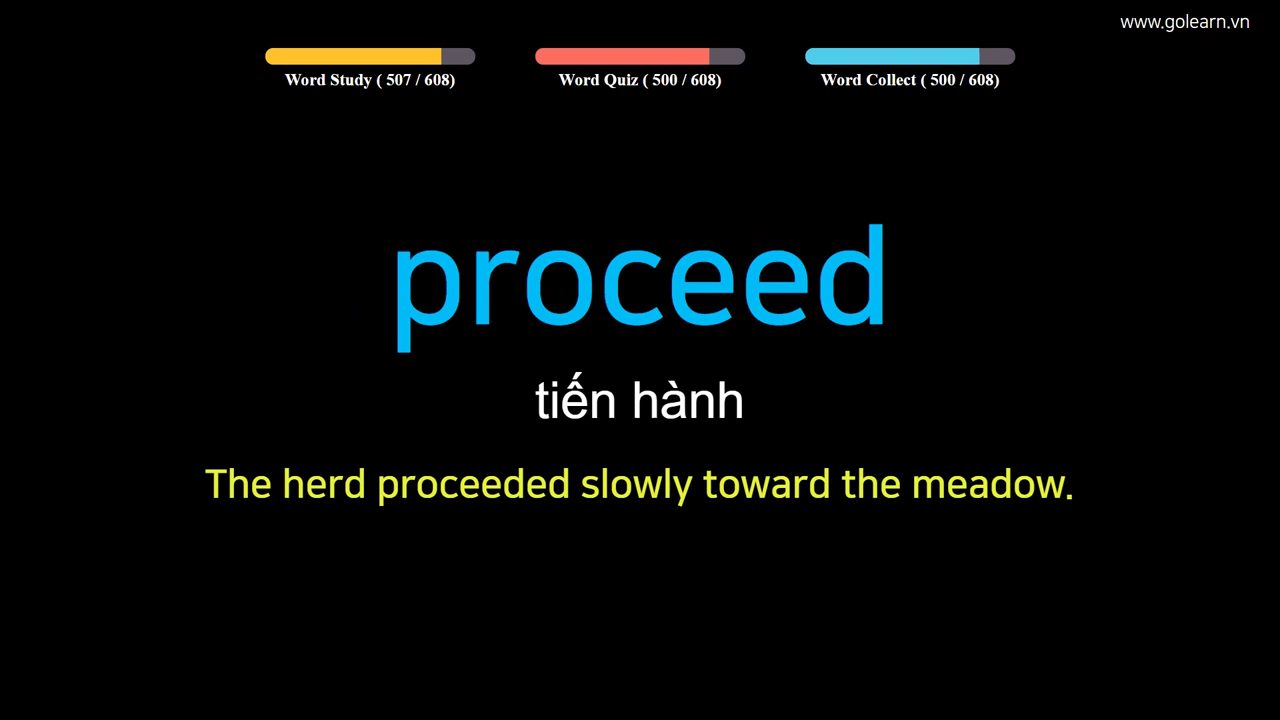 www.golearn.vn
Word Study ( 507 / 608)
Word Quiz ( 500 / 608)
Word Collect ( 500 / 608)
proceed
tiến hành
The herd proceeded slowly toward the meadow.